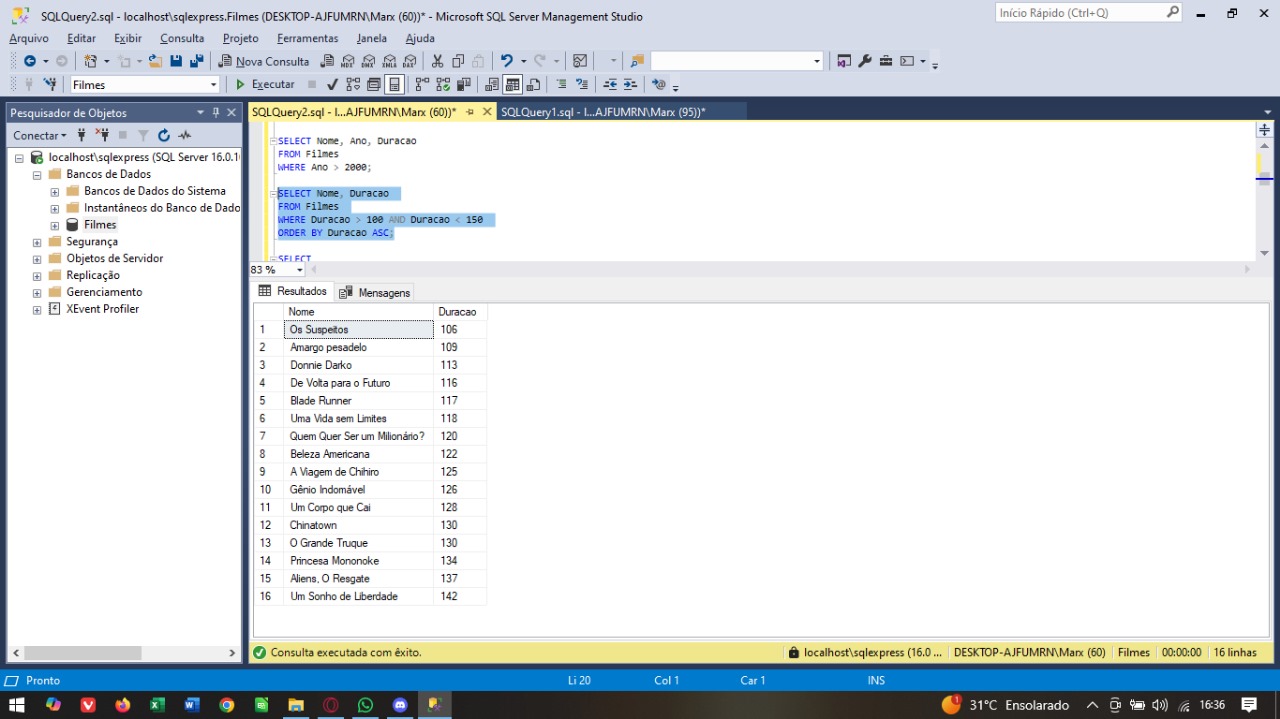 SQLQuery2.sql - localhost\sqlexpress.Filmes (DESKTOP-AJFUMRN\Marx (60))* - Microsoft SQL Server Management Studio
Início Rápido (Ctrl+Q)
Arquivo Editar Exibir Consulta Projeto Ferramentas Janela Ajuda
Nova Consulta
Filmes
Executar
Pesquisador de Objetos
Conectar
localhost\sqlexpress (SQL Server 16.0.1
Bancos de Dados
Bancos de Dados do Sistema
Instantâneos do Banco de Dado
Filmes
Segurança
Objetos de Servidor
Replicação
Gerenciamento
XEvent Profiler
SQLQuery2.sql - l...AJFUMRN\Marx (60))*
SQLQuery1.sql - l...AJFUMRN\Marx (95))*
SELECT Nome, Ano, Duracao
FROM Filmes
WHERE Ano > 2000;
SELECT Nome, Duracao
FROM Filmes
WHERE Duracao > 100 AND Duracao < 150
ORDER BY Duracao ASC;
SELECT
83 %
Resultados Mensagens
Nome Duracao
1 Os Suspeitos 106
2 Amargo pesadelo 109
3 Donnie Darko 113
4 De Volta para o Futuro 116
5 Blade Runner 117
6 Uma Vida sem Limites 118
7 Quem Quer Ser um Milionário? 120
8 Beleza Americana 122
9 A Viagem de Chihiro 125
10 Gênio Indomável 126
11 Um Corpo que Cai 128
12 Chinatown 130
13 O Grande Truque 130
14 Princesa Mononoke 134
15 Aliens, O Resgate 137
16 Um Sonho de Liberdade 142
Consulta executada com êxito.
localhost\sqlexpress (16.0 ...
DESKTOP-AJFUMRN\Marx (60)
Filmes
00:00:00
16 linhas
Pronto
Li 20
Col 1
Car 1
INS
1
31°C Ensolarado
16:36